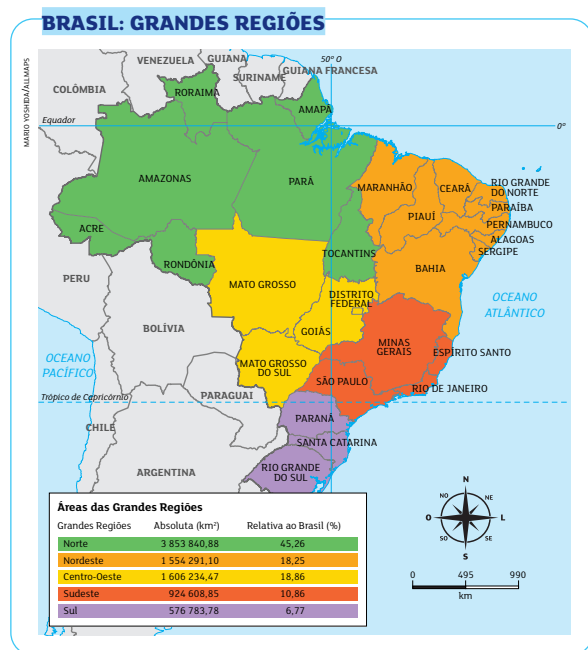 BRASIL: GRANDES REGIÕES
MARIO YOSHIDA/ALLMAPS
VENEZUELA
GUIANA
50° O
GUIANA FRANCESA
SURINAME
COLÔMBIA
RORAIMA
AMAPÁ
Equador
0°
AMAZONAS
PARÁ
MARANHÃO
CEARÁ
RIO GRANDE
DO NORTE
PARAÍBA
PIAUÍ
PERNAMBUCO
ACRE
ALAGOAS
SERGIPE
TOCANTINS
RONDÔNIA
BAHIA
PERU
MATO GROSSO
DISTRITO
FEDERAL
OCEANO
ATLÂNTICO
BOLÍVIA
GOIÁS
MINAS
GERAIS
ESPÍRITO SANTO
OCEANO
PACÍFICO
MATO GROSSO
DO SUL
SÃO PAULO
RIO DE JANEIRO
Trópico de Capricórnio
PARAGUAI
PARANÁ
CHILE
SANTA CATARINA
ARGENTINA
RIO GRANDE
DO SUL
Áreas das Grandes Regiões
Grandes Regiões Absoluta (km²) Relativa ao Brasil (%)
Norte 3 853 840,88 45,26
Nordeste 1 554 291,10 18,25
Centro-Oeste 1 606 234,47 18,86
Sudeste 924 608,85 10,86
Sul 576 783,78 6,77
N
NO NE
O L
SO SE
S
0 495 990
km